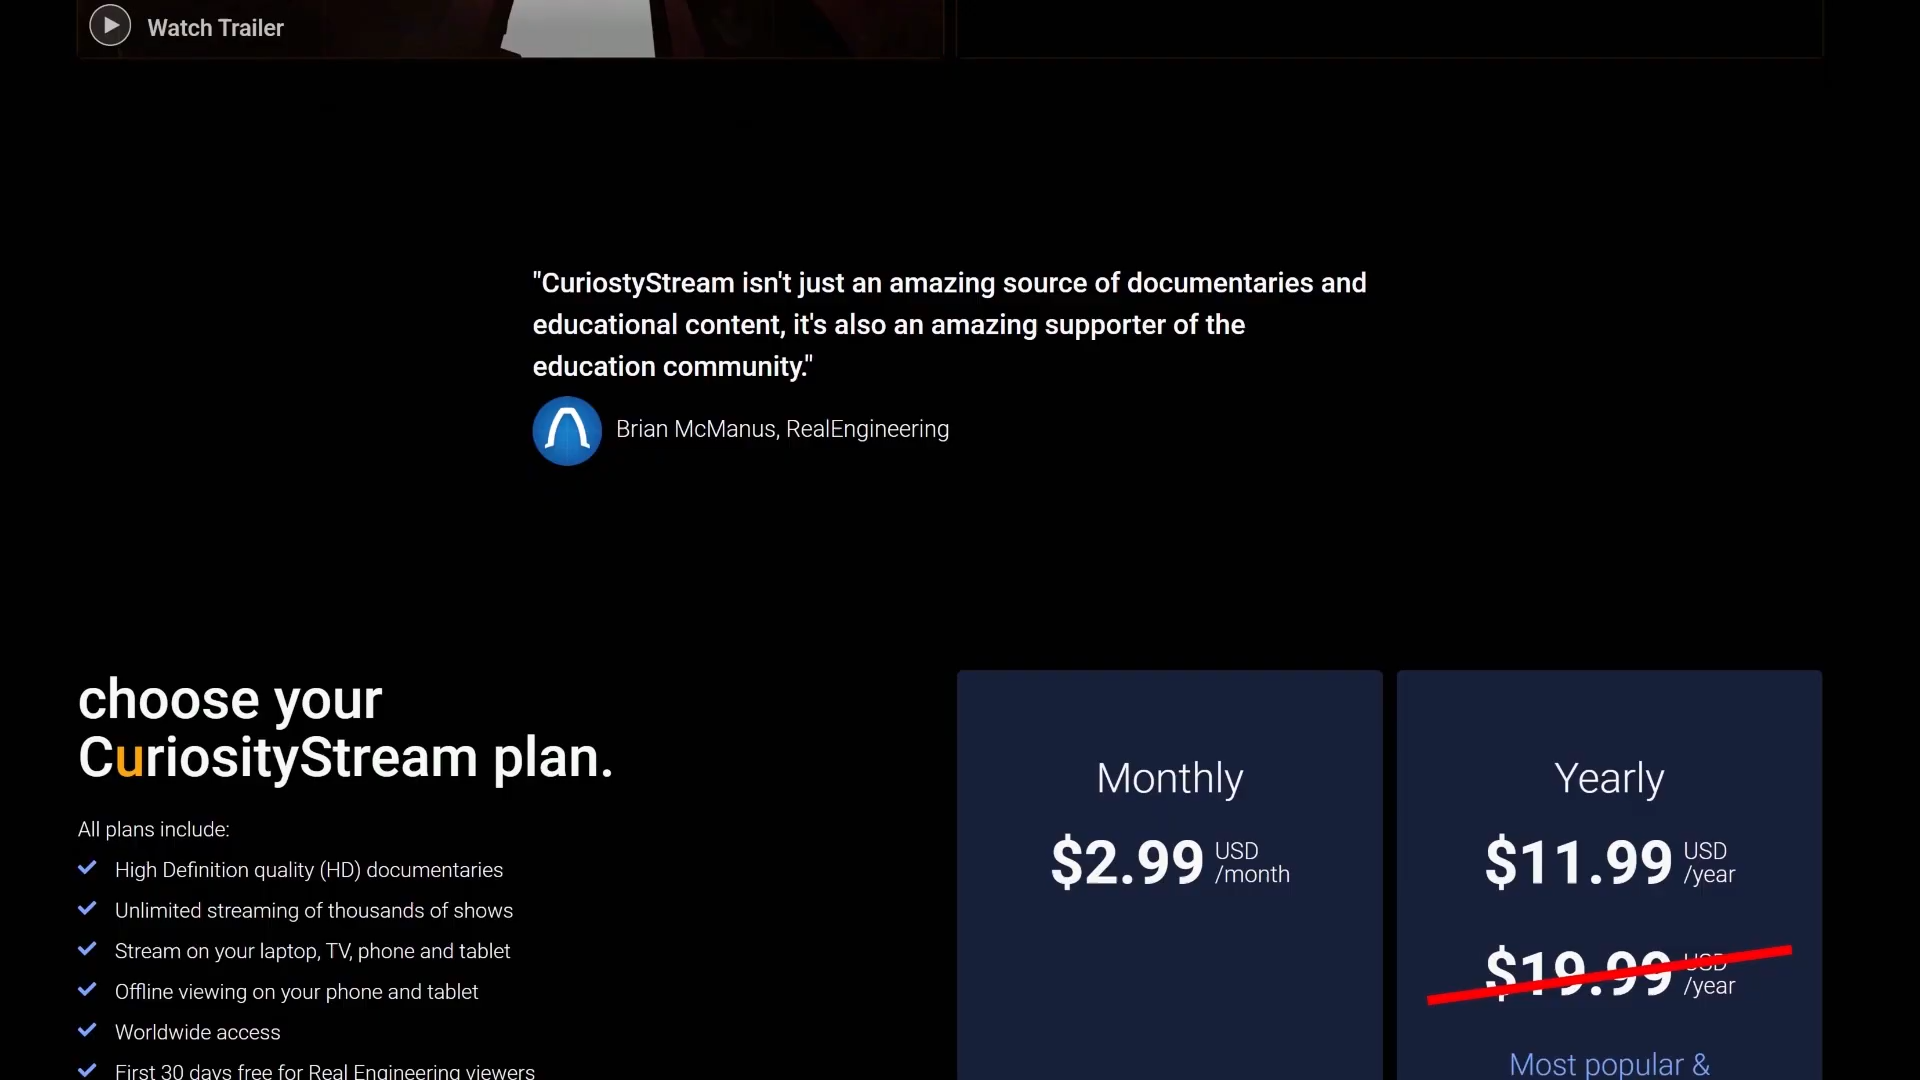 Watch Trailer
"CuriostyStream isn't just an amazing source of documentaries and
educational content, it's also an amazing supporter of the
education community."
Brian McManus, RealEngineering
choose your
CuriosityStream plan.
All plans include:
High Definition quality (HD) documentaries
Unlimited streaming of thousands of shows
Stream on your laptop, TV, phone and tablet
Offline viewing on your phone and tablet
Worldwide access
First 30 days free for Real Engineering viewers
Monthly
$2.99 USD /month
Yearly
$11.99 USD /year
$19.99 USD /year
Most popular &